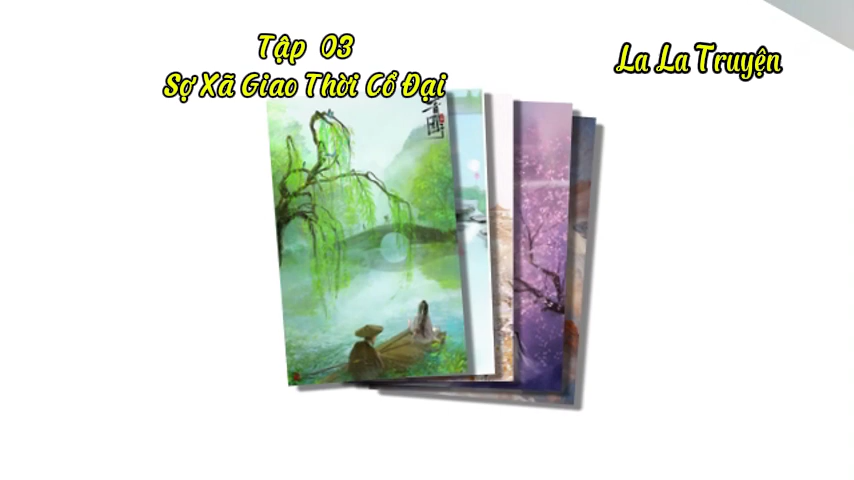 Tập 03
Sợ Xã Giao Thời Cổ Đại
La La Truyện